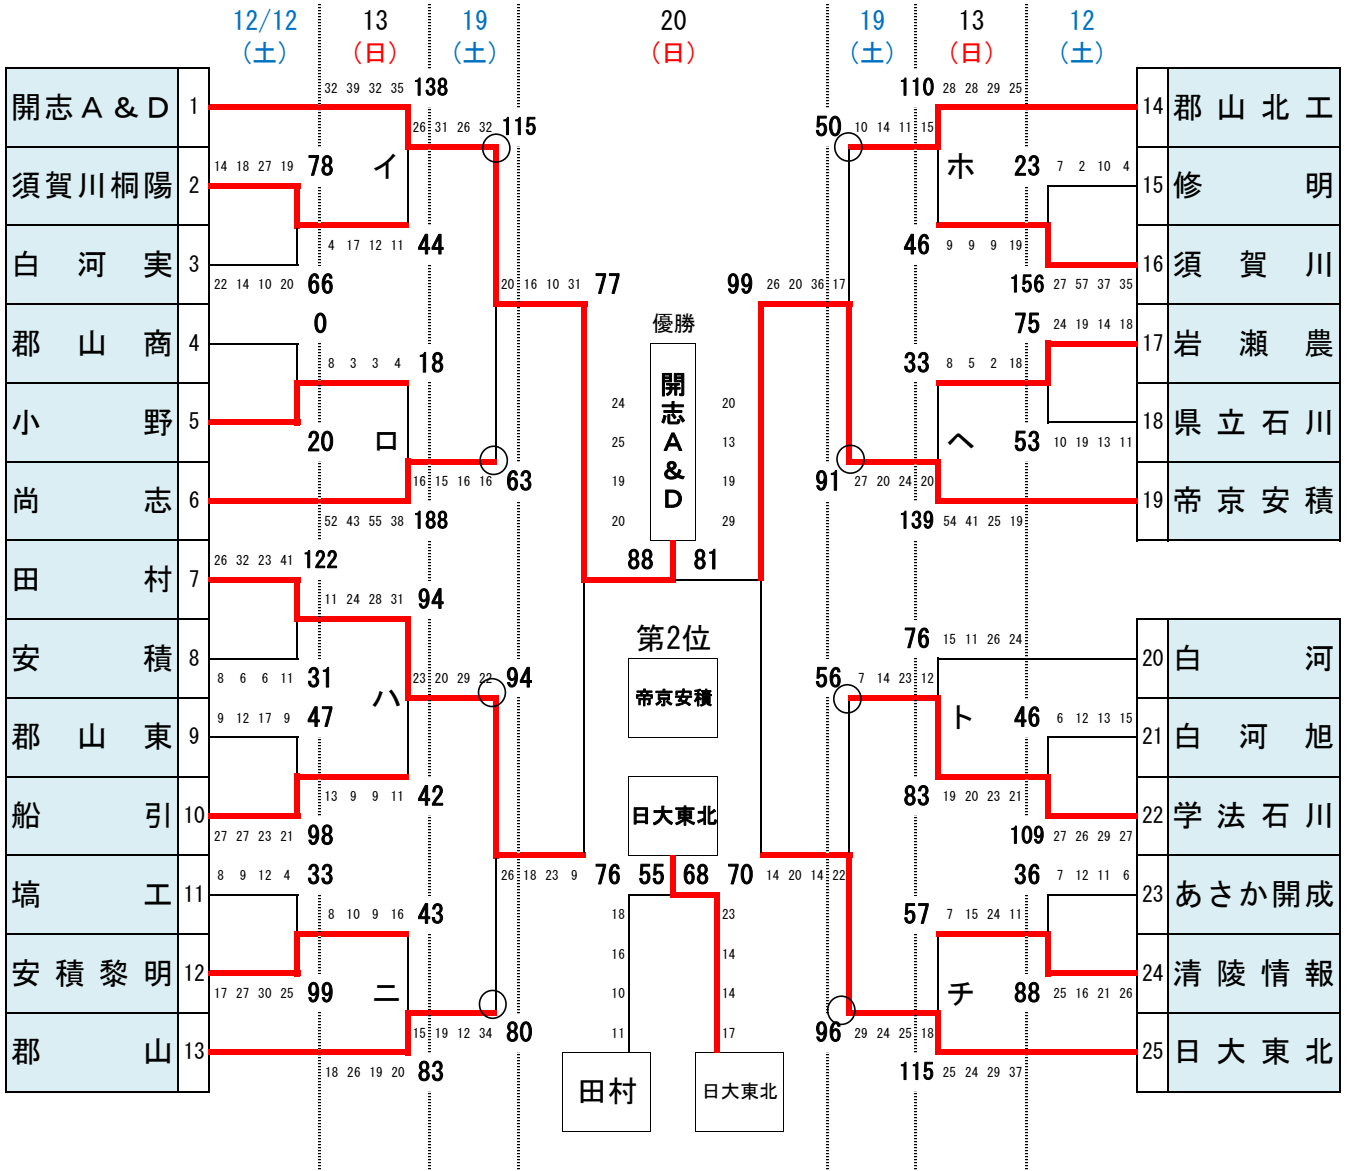 12/12 13 19 20 19 13 12
（土） （日） （土） （日） （土） （日） （土）
開志Ａ＆Ｄ 1
須賀川桐陽 2
白河実 3
郡山商 4
小野 5
尚志 6
田村 7
安積 8
郡山東 9
船引 10
塙工 11
安積黎明 12
郡山 13
14 18 27 19 78
22 14 10 20 66
0
20
26 32 23 41 122
8 6 6 11 31
9 12 17 9 47
27 27 23 21 98
8 9 12 4 33
17 27 30 25 99
32 39 32 35 138
イ
4 17 12 11 44
8 3 3 4 18
ロ
52 43 55 38 188
11 24 28 31 94
ハ
13 9 9 11 42
8 10 9 16 43
ニ
18 26 19 20 83
26 31 26 32 115
16 15 16 16 63
23 20 29 22 94
15 19 12 34 80
20 16 10 31 77
26 18 23 9 76
優勝
開志Ａ＆Ｄ
24 20
25 13
19 19
20 29
88 81
第2位
帝京安積
日大東北
55 68
18 23
16 14
10 14
11 17
田村 日大東北
99 26 20 36 17
70 14 20 14 22
50 10 14 11 15
91 27 20 24 20
56 7 14 23 12
96 29 24 25 18
110 28 28 29 25
ホ
46 9 9 9 19
33 8 5 2 18
ヘ
139 54 41 25 19
76 15 11 26 24
ト
83 19 20 23 21
57 7 15 24 11
チ
115 25 24 29 37
23 7 2 10 4
156 27 57 37 35
75 24 19 14 18
53 10 19 13 11
46 6 12 13 15
109 27 26 29 27
36 7 12 11 6
88 25 16 21 26
14 郡山北工
15 修明
16 須賀川
17 岩瀬農
18 県立石川
19 帝京安積
20 白河
21 白河旭
22 学法石川
23 あさか開成
24 清陵情報
25 日大東北